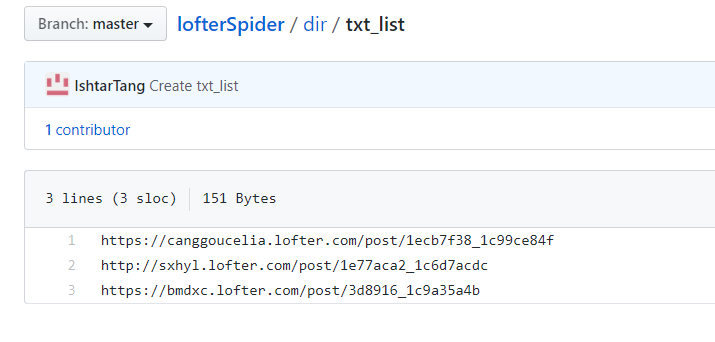 Branch: master lofterSpider / dir / txt_list
IshtarTang Create txt_list
1 contributor
3 lines (3 sloc) 151 Bytes
1 https://canggoucelia.lofter.com/post/1ecb7f38_1c99ce84f
2 http://sxhyl.lofter.com/post/1e77aca2_1c6d7acdc
3 https://bmdxc.lofter.com/post/3d8916_1c9a35a4b